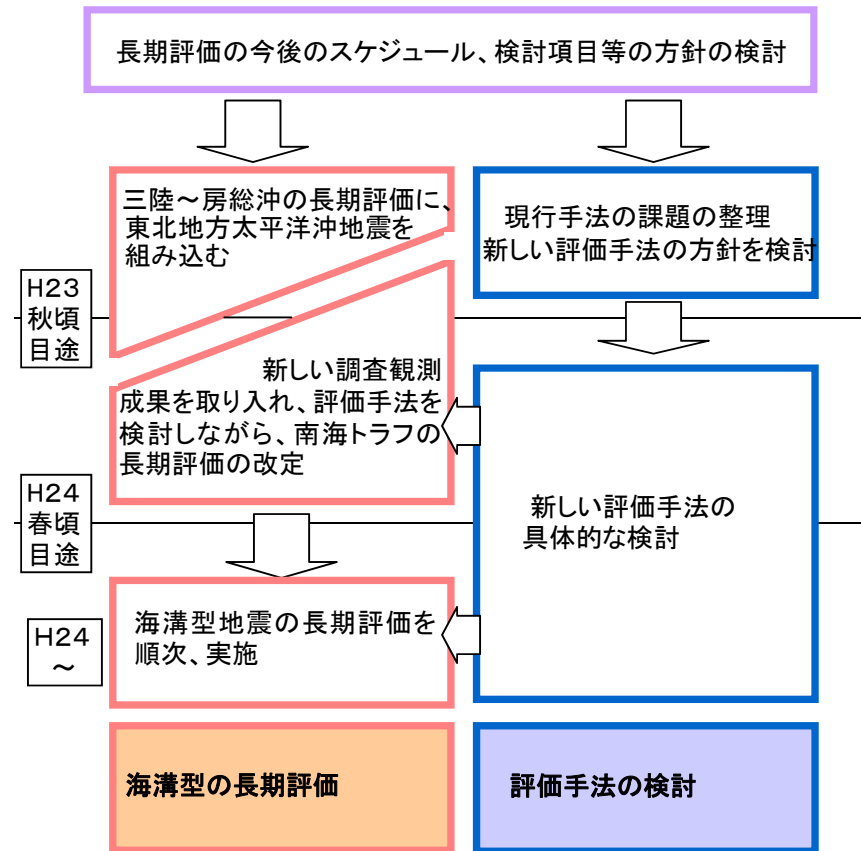 長期評価の今後のスケジュール、検討項目等の方針の検討
三陸～房総沖の長期評価に、
東北地方太平洋沖地震を
組み込む
現行手法の課題の整理
新しい評価手法の方針を検討
H23
秋頃
目途
新しい調査観測
成果を取り入れ、評価手法を
検討しながら、南海トラフの
長期評価の改定
H24
春頃
目途
新しい評価手法の
具体的な検討
H24
～
海溝型地震の長期評価を
順次、実施
海溝型の長期評価
評価手法の検討